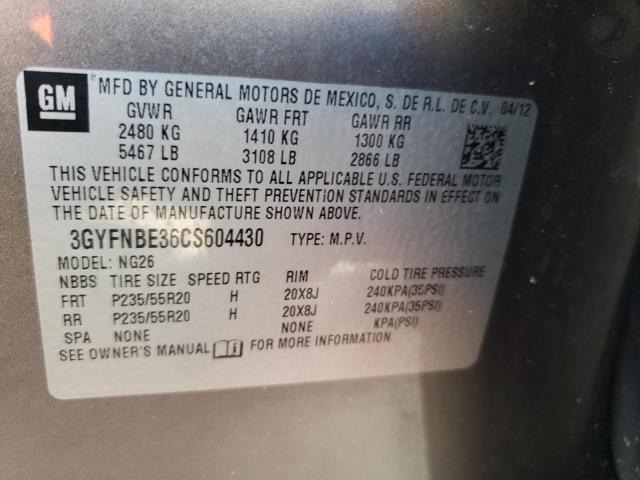 GM
MFD BY GENERAL MOTORS DE MEXICO, S. DE R.L. DE C.V. 04/12
GVWR GAWR FRT GAWR RR
2480 KG 1410 KG 1300 KG
5467 LB 3108 LB 2866 LB
THIS VEHICLE CONFORMS TO ALL APPLICABLE U.S. FEDERAL MOTOR
VEHICLE SAFETY AND THEFT PREVENTION STANDARDS IN EFFECT ON
THE DATE OF MANUFACTURE SHOWN ABOVE.
3GYFNBE36CS604430 TYPE: M.P.V.
MODEL: NG26
NBBS TIRE SIZE SPEED RTG RIM COLD TIRE PRESSURE
FRT P235/55R20 H 20X8J 240KPA(35PSI)
RR P235/55R20 H 20X8J 240KPA(35PSI)
SPA NONE NONE KPA(PSI)
SEE OWNER'S MANUAL FOR MORE INFORMATION.